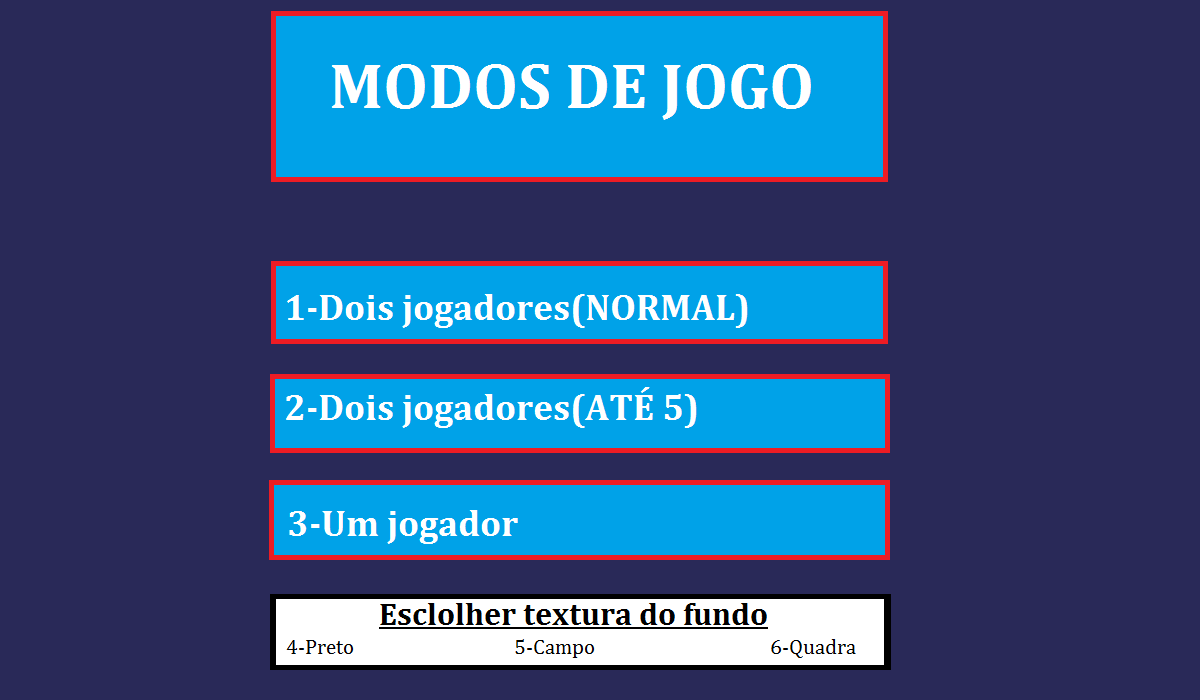 MODOS DE JOGO
1-Dois jogadores(NORMAL)
2-Dois jogadores(ATÉ 5)
3-Um jogador
Esclolher textura do fundo
4-Preto 5-Campo 6-Quadra